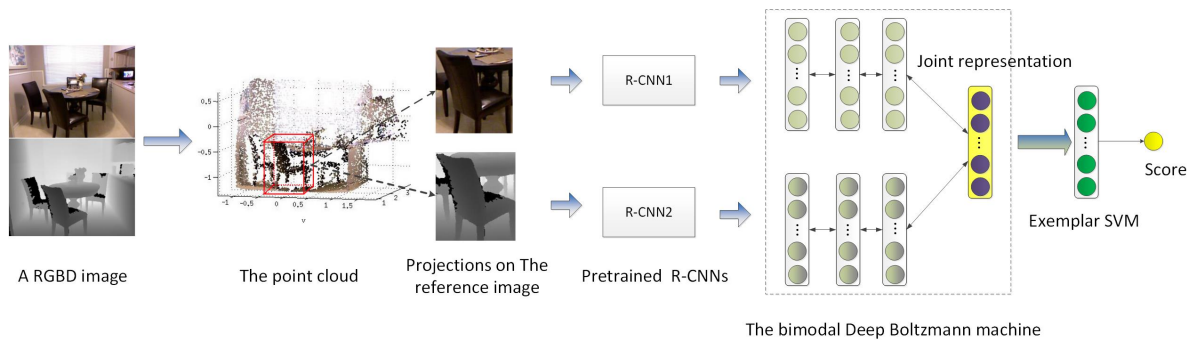 A RGBD image
0.5
0
-0.5
-1
-1
-0.5
0
0.5
1
1.5
1
2
3
v
The point cloud
Projections on The
reference image
R-CNN1
R-CNN2
Pretrained R-CNNs
Joint representation
The bimodal Deep Boltzmann machine
Exemplar SVM
Score